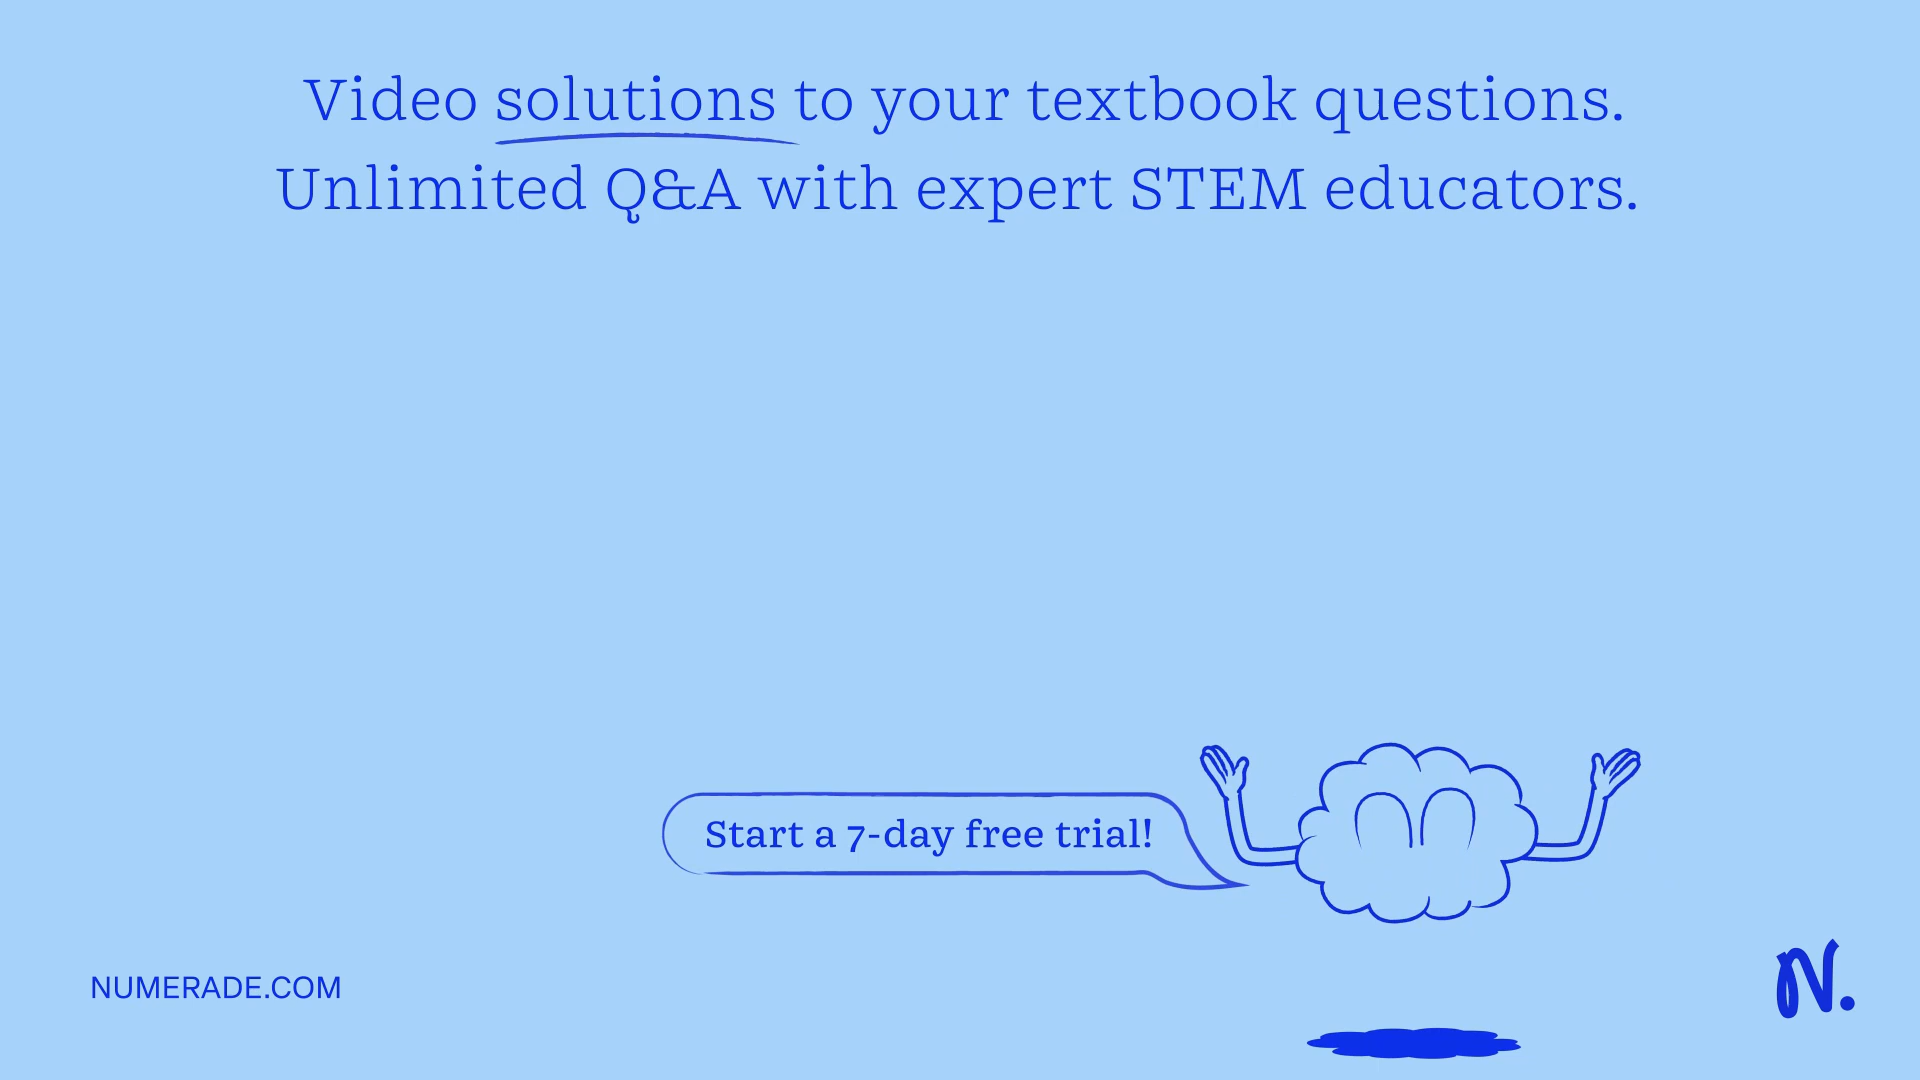 Video solutions to your textbook questions.
Unlimited Q&A with expert STEM educators.
Start a 7-day free trial!
NUMERADE.COM
N.